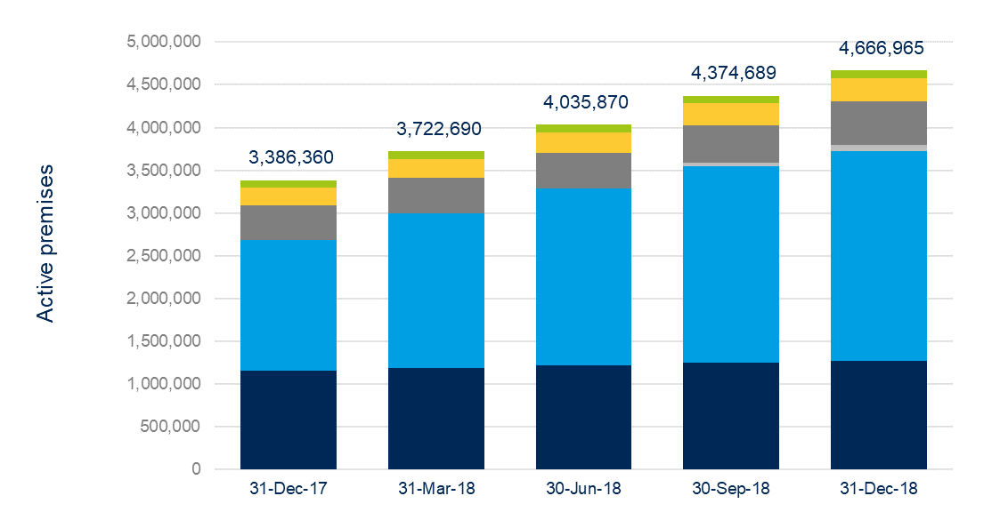 5,000,000
4,500,000
4,000,000
3,500,000
3,000,000
2,500,000
2,000,000
1,500,000
1,000,000
500,000
0
Active premises
3,386,360
3,722,690
4,035,870
4,374,689
4,666,965
31-Dec-17
31-Mar-18
30-Jun-18
30-Sep-18
31-Dec-18